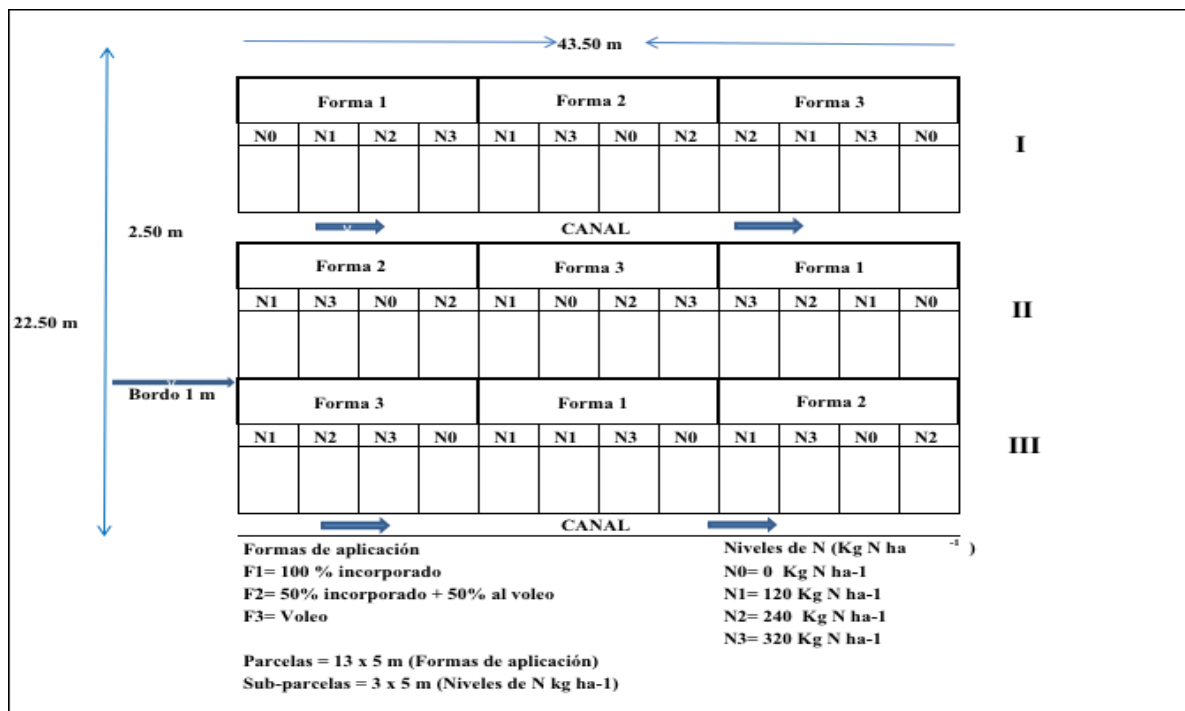 43.50 m
Forma 1 Forma 2 Forma 3
N0 N1 N2 N3 N1 N3 N0 N2 N2 N1 N3 N0
I
CANAL
2.50 m
Forma 2 Forma 3 Forma 1
N1 N3 N0 N2 N1 N0 N2 N3 N3 N2 N1 N0
II
22.50 m
Bordo 1 m
Forma 3 Forma 1 Forma 2
N1 N2 N3 N0 N1 N1 N3 N0 N1 N3 N0 N2
III
CANAL
Formas de aplicación
F1= 100 % incorporado
F2= 50% incorporado + 50% al voleo
F3= Voleo
Parcelas = 13 x 5 m (Formas de aplicación)
Sub-parcelas = 3 x 5 m (Niveles de N kg ha-1)
Niveles de N (Kg N ha -1 )
N0= 0 Kg N ha-1
N1= 120 Kg N ha-1
N2= 240 Kg N ha-1
N3= 320 Kg N ha-1